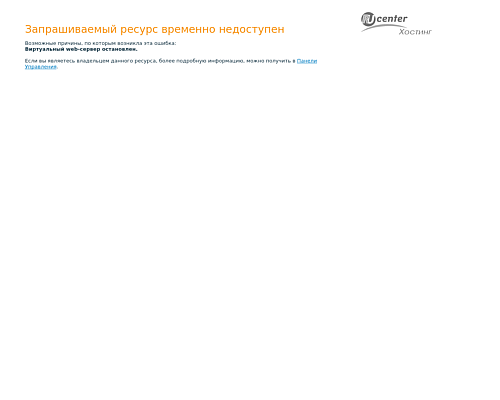 Запрашиваемый ресурс временно недоступен
Возможные причины, по которым возникла эта ошибка:
Виртуальный web-сервер остановлен.
Если вы являетесь владельцем данного ресурса, более подробную информацию, можно получить в Панели
Управления.
center
Хостинг